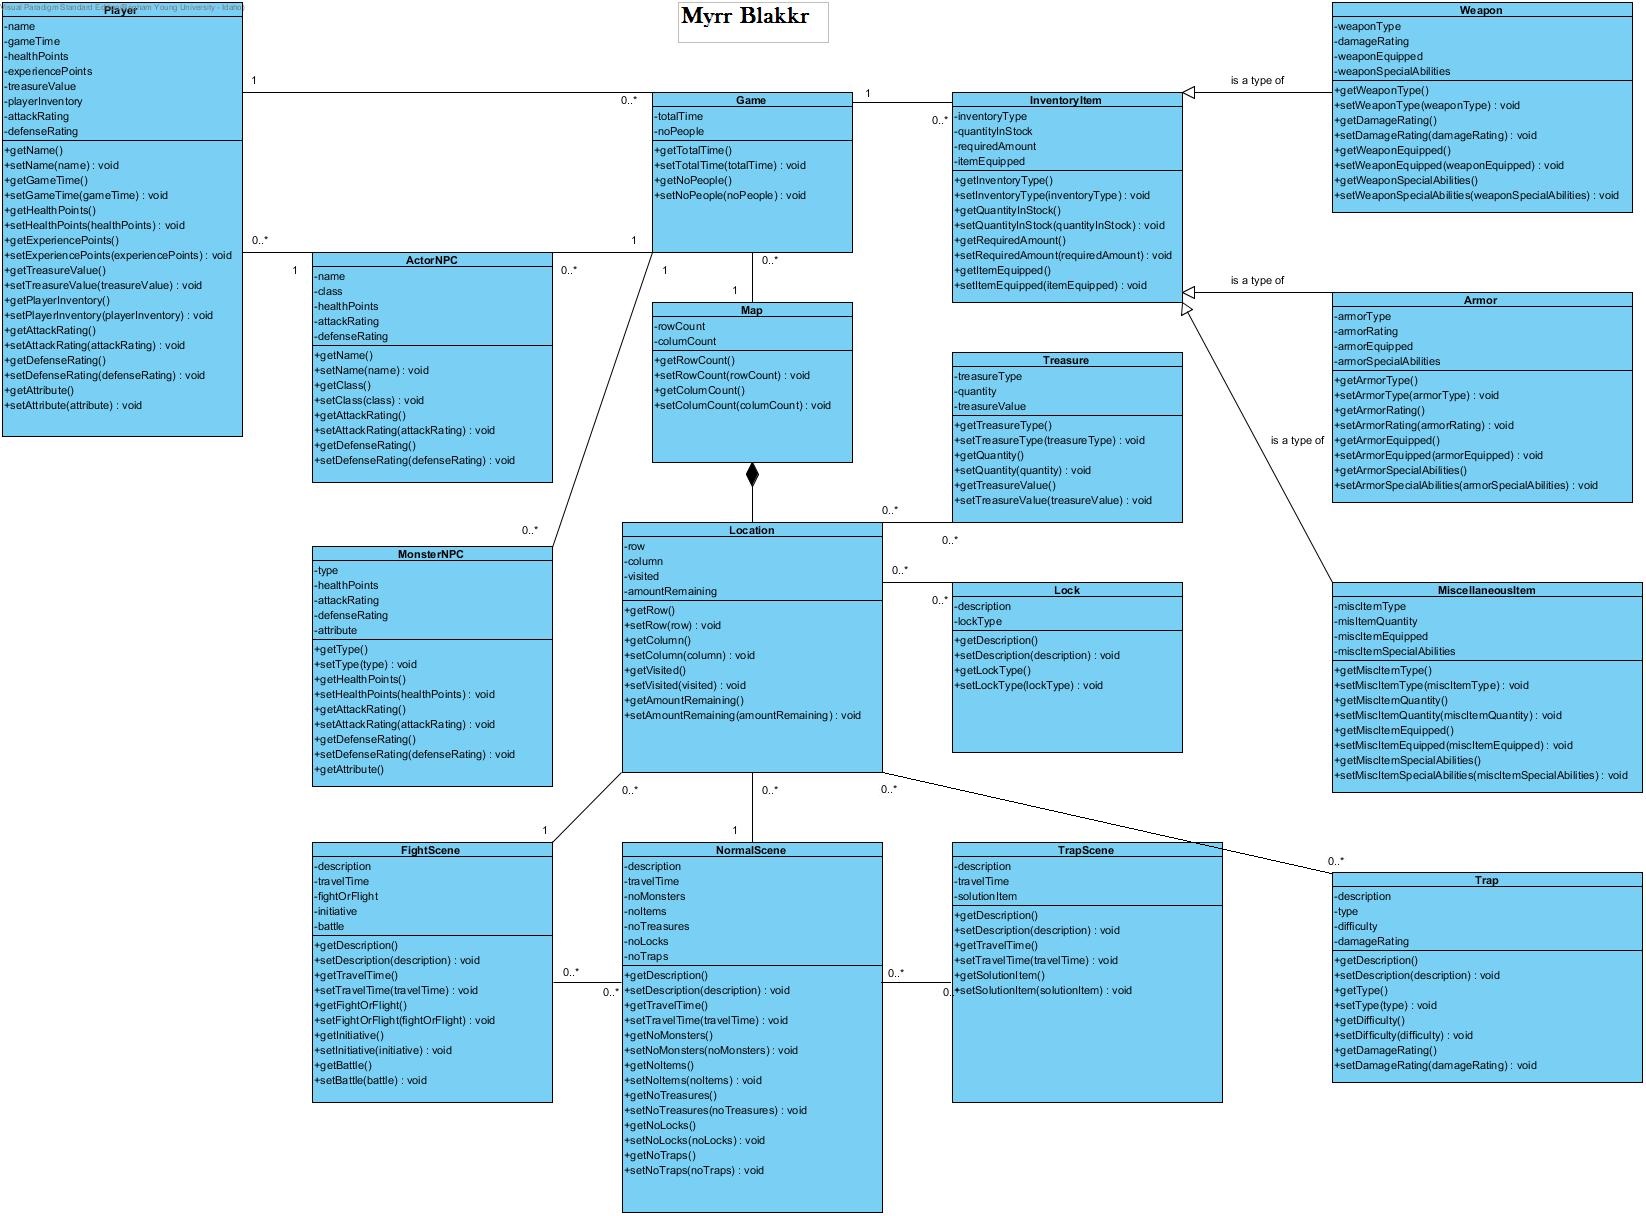 Visual Paradigm Standard Edition(Brigham Young University - Idaho)
Player
-name
-gameTime
-healthPoints
-experiencePoints
-treasureValue
-playerInventory
-attackRating
-defenseRating
+getName()
+setName(name) : void
+getGameTime()
+setGameTime(gameTime) : void
+getHealthPoints()
+setHealthPoints(healthPoints) : void
+getExperiencePoints()
+setExperiencePoints(experiencePoints) : void
+getTreasureValue()
+setTreasureValue(treasureValue) : void
+getPlayerInventory()
+setPlayerInventory(playerInventory) : void
+getAttackRating()
+setAttackRating(attackRating) : void
+getDefenseRating()
+setDefenseRating(defenseRating) : void
+getAttribute()
+setAttribute(attribute) : void
Myrr Blakkr
1
0..*
Game
-totalTime
-noPeople
+getTotalTime()
+setTotalTime(totalTime) : void
+getNoPeople()
+setNoPeople(noPeople) : void
1
0..*
InventoryItem
-inventoryType
-quantityInStock
-requiredAmount
-itemEquipped
+getInventoryType()
+setInventoryType(inventoryType) : void
+getQuantityInStock()
+setQuantityInStock(quantityInStock) : void
+getRequiredAmount()
+setRequiredAmount(requiredAmount) : void
+getItemEquipped()
+setItemEquipped(itemEquipped) : void
is a type of
Weapon
-weaponType
-damageRating
-weaponEquipped
-weaponSpecialAbilities
+getWeaponType()
+setWeaponType(weaponType) : void
+getDamageRating()
+setDamageRating(damageRating) : void
+getWeaponEquipped()
+setWeaponEquipped(weaponEquipped) : void
+getWeaponSpecialAbilities()
+setWeaponSpecialAbilities(weaponSpecialAbilities) : void
0..*
1
ActorNPC
-name
-class
-healthPoints
-attackRating
-defenseRating
+getName()
+setName(name) : void
+getClass()
+setClass(class) : void
+getAttackRating()
+setAttackRating(attackRating) : void
+getDefenseRating()
+setDefenseRating(defenseRating) : void
1
0..*
1
0..*
0..*
1
Map
-rowCount
-columCount
+getRowCount()
+setRowCount(rowCount) : void
+getColumCount()
+setColumCount(columCount) : void
is a type of
Armor
-armorType
-armorRating
-armorEquipped
-armorSpecialAbilities
+getArmorType()
+setArmorType(armorType) : void
+getArmorRating()
+setArmorRating(armorRating) : void
+getArmorEquipped()
+setArmorEquipped(armorEquipped) : void
+getArmorSpecialAbilities()
+setArmorSpecialAbilities(armorSpecialAbilities) : void
is a type of
Treasure
-treasureType
-quantity
-treasureValue
+getTreasureType()
+setTreasureType(treasureType) : void
+getQuantity()
+setQuantity(quantity) : void
+getTreasureValue()
+setTreasureValue(treasureValue) : void
0..*
0..*
MonsterNPC
-type
-healthPoints
-attackRating
-defenseRating
-attribute
+getType()
+setType(type) : void
+getHealthPoints()
+setHealthPoints(healthPoints) : void
+getAttackRating()
+setAttackRating(attackRating) : void
+getDefenseRating()
+setDefenseRating(defenseRating) : void
+getAttribute()
Location
-row
-column
-visited
-amountRemaining
+getRow()
+setRow(row) : void
+getColumn()
+setColumn(column) : void
+getVisited()
+setVisited(visited) : void
+getAmountRemaining()
+setAmountRemaining(amountRemaining) : void
0..*
0..*
Lock
-description
-lockType
+getDescription()
+setDescription(description) : void
+getLockType()
+setLockType(lockType) : void
MiscellaneousItem
-miscItemType
-misItemQuantity
-miscItemEquipped
-miscItemSpecialAbilities
+getMiscItemType()
+setMiscItemType(miscItemType) : void
+getMiscItemQuantity()
+setMiscItemQuantity(miscItemQuantity) : void
+getMiscItemEquipped()
+setMiscItemEquipped(miscItemEquipped) : void
+getMiscItemSpecialAbilities()
+setMiscItemSpecialAbilities(miscItemSpecialAbilities) : void
0..*
1
0..*
1
0..*
0..*
FightScene
-description
-travelTime
-fightOrFlight
-initiative
-battle
+getDescription()
+setDescription(description) : void
+getTravelTime()
+setTravelTime(travelTime) : void
+getFightOrFlight()
+setFightOrFlight(fightOrFlight) : void
+getInitiative()
+setInitiative(initiative) : void
+getBattle()
+setBattle(battle) : void
0..*
0..*
NormalScene
-description
-travelTime
-noMonsters
-noItems
-noTreasures
-noLocks
-noTraps
+getDescription()
+setDescription(description) : void
+getTravelTime()
+setTravelTime(travelTime) : void
+getNoMonsters()
+setNoMonsters(noMonsters) : void
+getNoItems()
+setNoItems(noItems) : void
+getNoTreasures()
+setNoTreasures(noTreasures) : void
+getNoLocks()
+setNoLocks(noLocks) : void
+getNoTraps()
+setNoTraps(noTraps) : void
0..*
0..
TrapScene
-description
-travelTime
-solutionItem
+getDescription()
+setDescription(description) : void
+getTravelTime()
+setTravelTime(travelTime) : void
+getSolutionItem()
+setSolutionItem(solutionItem) : void
Trap
-description
-type
-difficulty
-damageRating
+getDescription()
+setDescription(description) : void
+getType()
+setType(type) : void
+getDifficulty()
+setDifficulty(difficulty) : void
+getDamageRating()
+setDamageRating(damageRating) : void